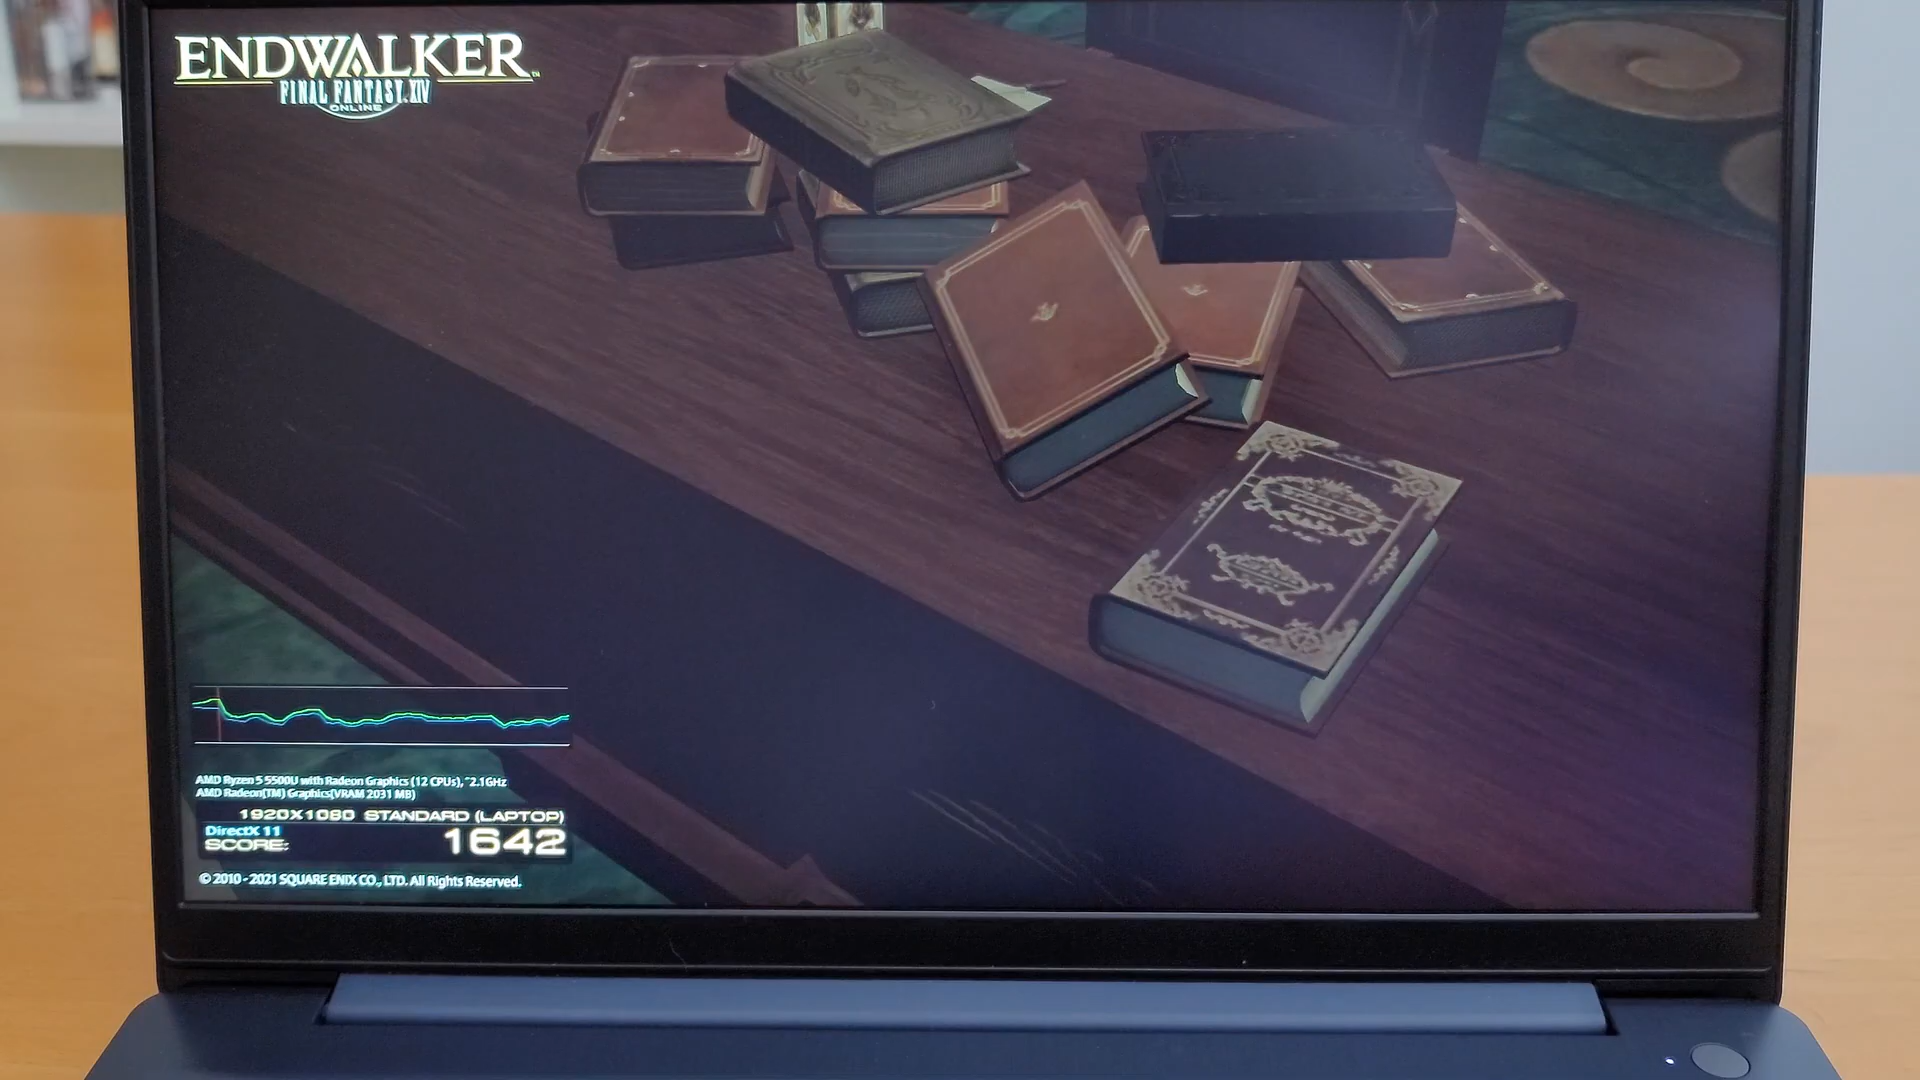 ENDWALKER™
FINAL FANTASY XIV
ONLINE
AMD Ryzen 5 5500U with Radeon Graphics (12 CPUs), ~2.1GHz
AMD Radeon(TM) Graphics(VRAM 2031 MB)
1920X1080 STANDARD (LAPTOP)
DirectX 11
SCORE: 1642
© 2010 - 2021 SQUARE ENIX CO., LTD. All Rights Reserved.